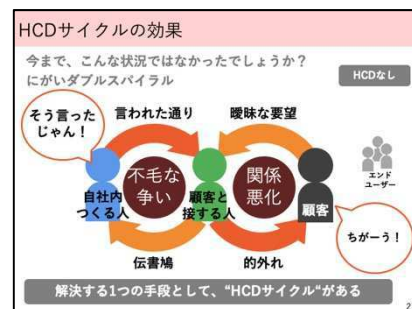 HCDサイクルの効果
今まで、こんな状況ではなかったでしょうか？
にがいダブルスパイラル
HCDなし
そう言った
じゃん！
言われた通り
曖昧な要望
不毛な
争い
関係
悪化
自社内
つくる人
顧客と
接する人
顧客
エンド
ユーザー
ちがーう！
伝書鳩
的外れ
解決する1つの手段として、“HCDサイクル“がある
2